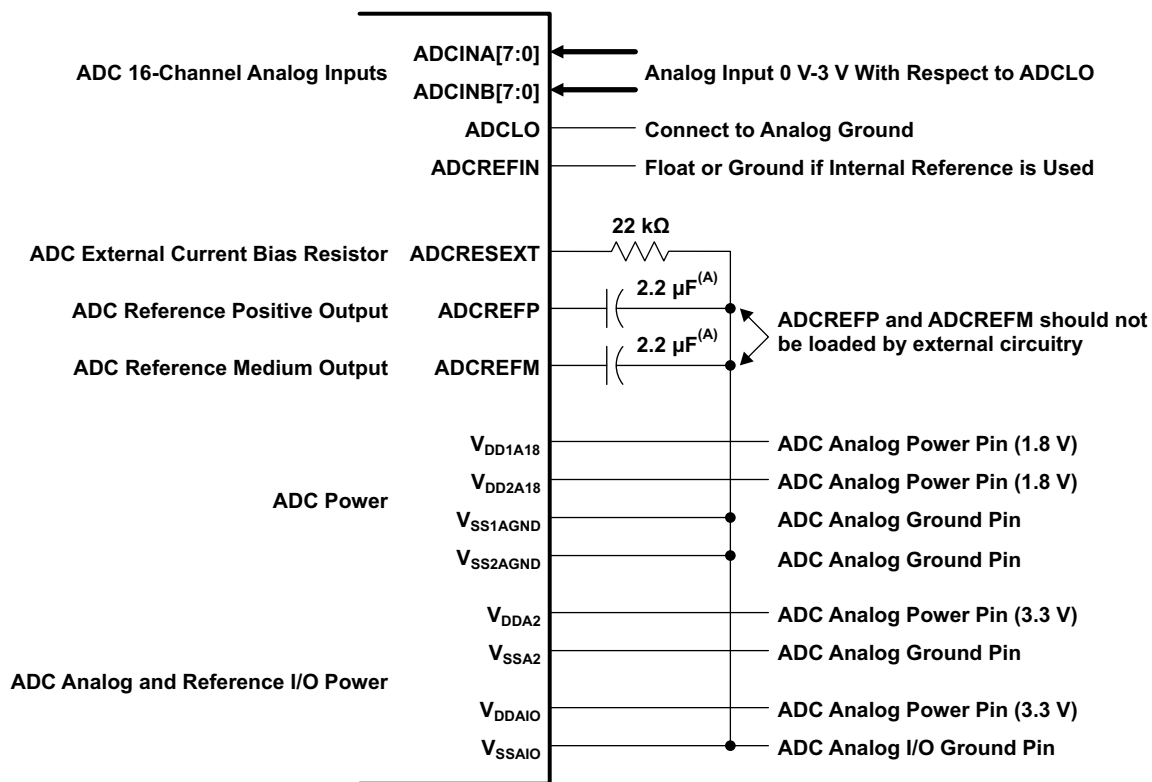 ADC 16-Channel Analog Inputs
ADCINA[7:0]
ADCINB[7:0]
Analog Input 0 V-3 V With Respect to ADCLO
ADCLO
Connect to Analog Ground
ADCREFIN
Float or Ground if Internal Reference is Used
22 kΩ
ADC External Current Bias Resistor
ADCRESEXT
2.2 µF(A)
ADC Reference Positive Output
ADCREFP
ADCREFP and ADCREFM should not
be loaded by external circuitry
2.2 µF(A)
ADC Reference Medium Output
ADCREFM
ADC Power
VDD1A18
ADC Analog Power Pin (1.8 V)
VDD2A18
ADC Analog Power Pin (1.8 V)
VSS1AGND
ADC Analog Ground Pin
VSS2AGND
ADC Analog Ground Pin
ADC Analog and Reference I/O Power
VDDA2
ADC Analog Power Pin (3.3 V)
VSSA2
ADC Analog Ground Pin
VDDAIO
ADC Analog Power Pin (3.3 V)
VSSAIO
ADC Analog I/O Ground Pin